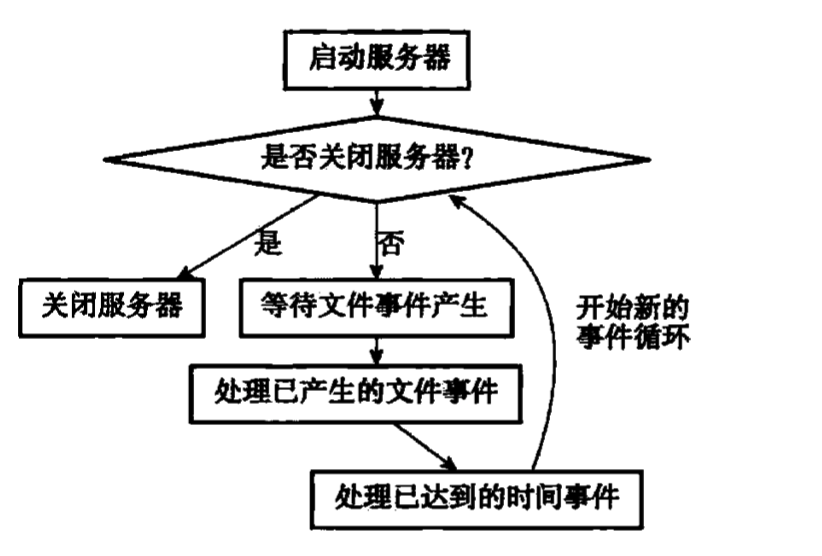 启动服务器
是否关闭服务器?
是
否
关闭服务器
等待文件事件产生
开始新的
事件循环
处理已产生的文件事件
处理已达到的时间事件